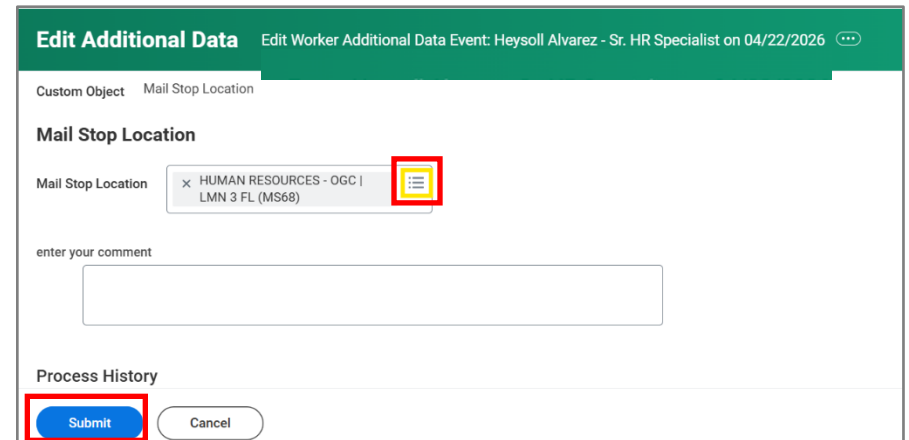 Edit Additional Data Edit Worker Additional Data Event: Heysoll Alvarez - Sr. HR Specialist on 04/22/2026
Custom Object Mail Stop Location
Mail Stop Location
Mail Stop Location × HUMAN RESOURCES - OGC |
LMN 3 FL (MS68)
enter your comment
Process History
Submit Cancel